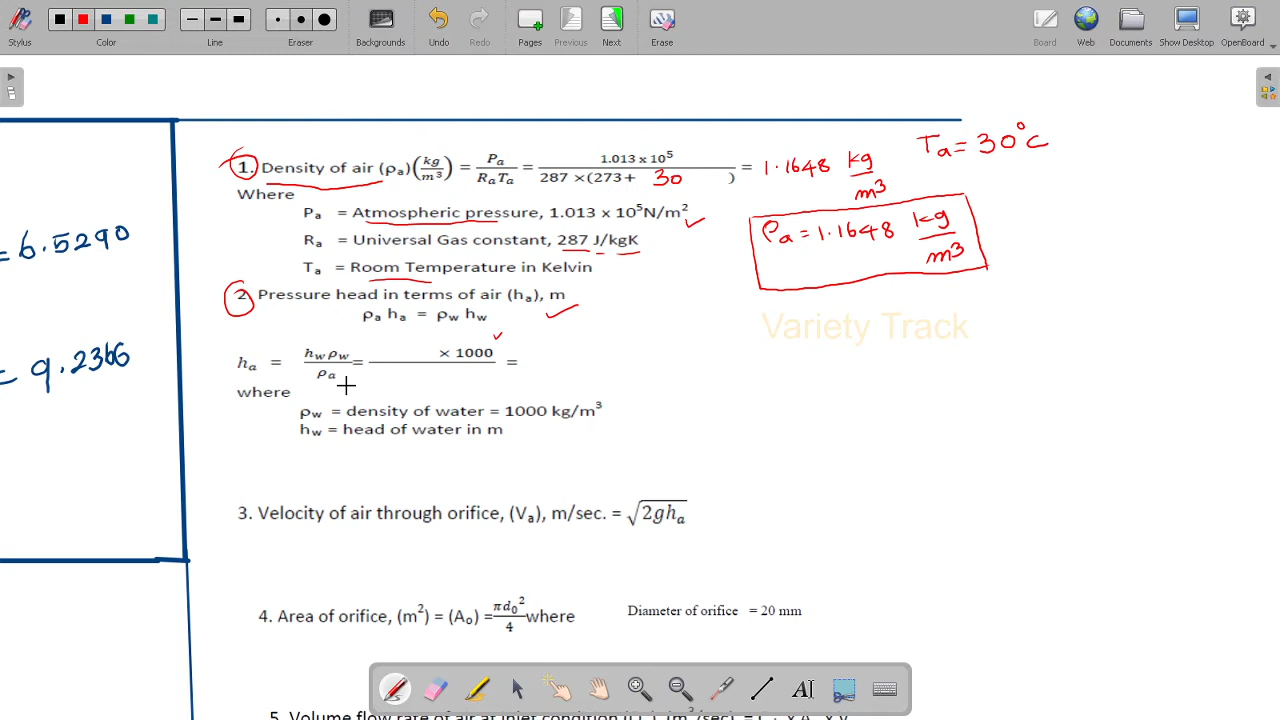 Stylus Color Line Eraser Backgrounds Undo Redo Pages Previous Next Erase Board Web Documents Show Desktop OpenBoard
Tₐ = 30°C
1. Density of air (ρₐ)(kg/m³) = Pₐ/RₐTₐ = 1.013 x 10⁵/287 x(273+ 30 ) = 1.1648 kg/m³
Where
Pₐ = Atmospheric pressure, 1.013 x 10⁵N/m²
ρₐ = 1.1648 kg/m³
= 6.5290
Rₐ = Universal Gas constant, 287 J/kgK
Tₐ = Room Temperature in Kelvin
2. Pressure head in terms of air (hₐ), m
ρₐ hₐ = ρw hw
Variety Track
hₐ = hwρw/ρₐ = x 1000 =
= 9.2366
where
ρw = density of water = 1000 kg/m³
hw = head of water in m
3. Velocity of air through orifice, (Vₐ), m/sec. = √2ghₐ
4. Area of orifice, (m²) = (Aₒ) = πd₀²/4 where
Diameter of orifice = 20 mm